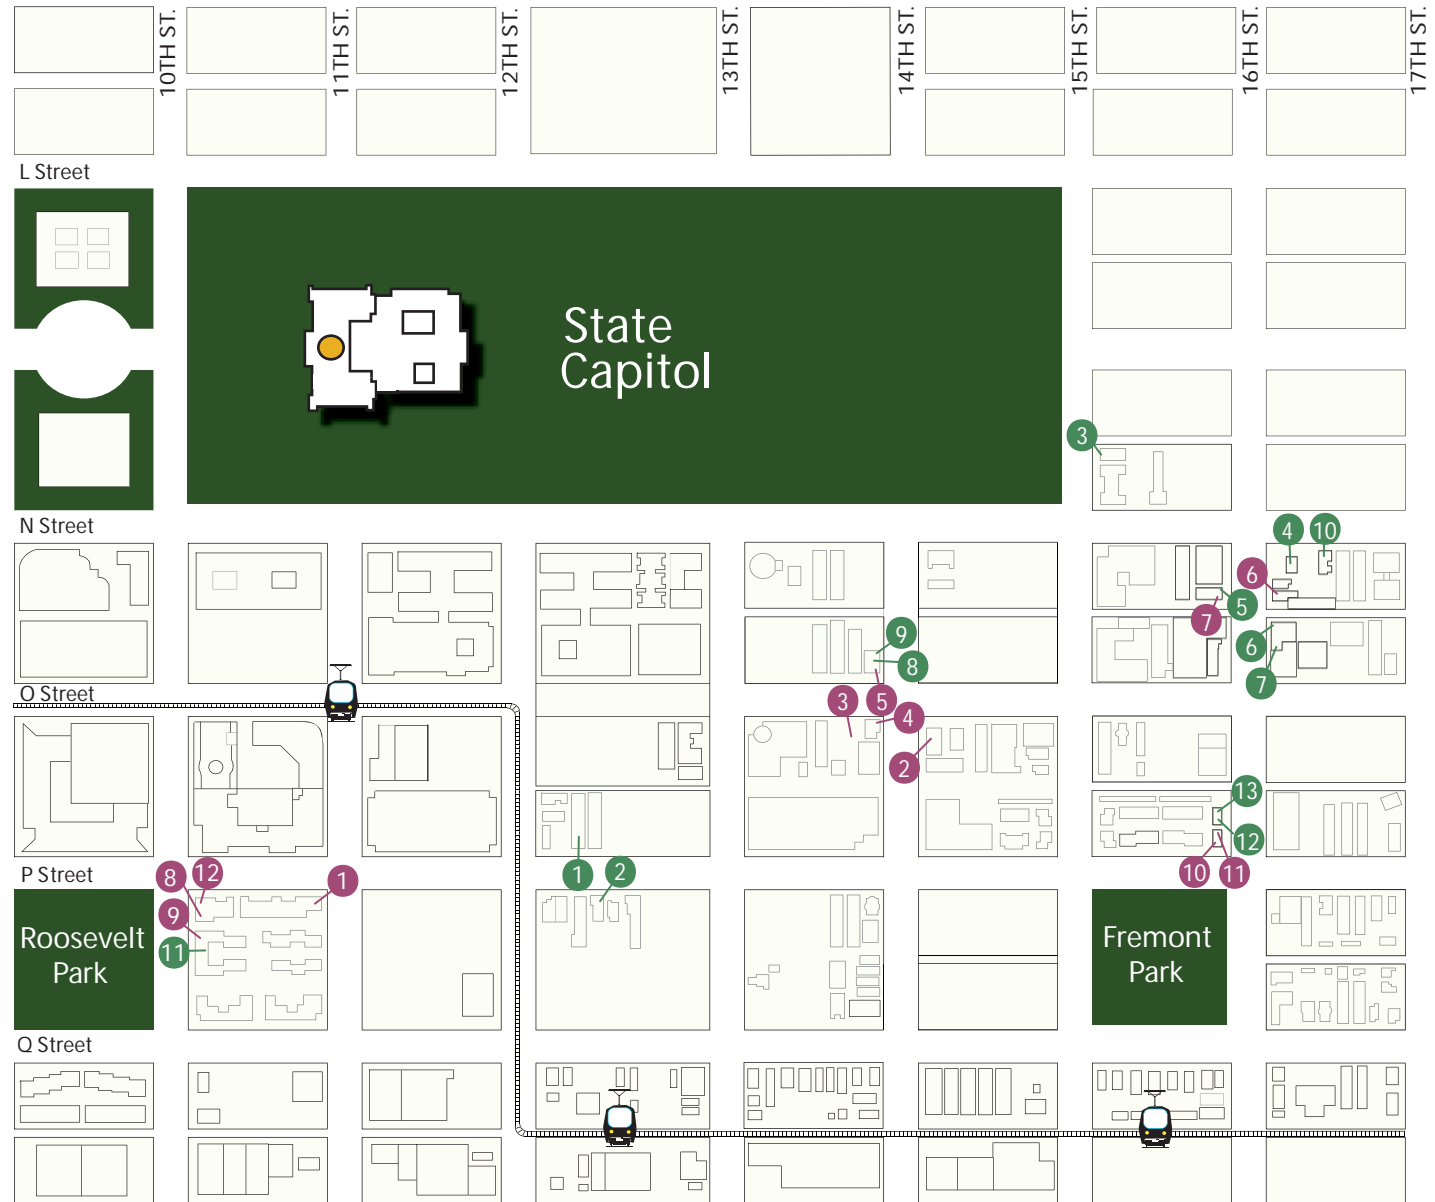 10TH ST.
11TH ST.
12TH ST.
13TH ST.
14TH ST.
15TH ST.
16TH ST.
17TH ST.
L Street
State
Capitol
3
N Street
4
10
6
5
7
9
8
6
7
O Street
3
5
4
2
13
12
10
11
P Street
8
12
1
1
2
9
11
Roosevelt
Park
Fremont
Park
Q Street